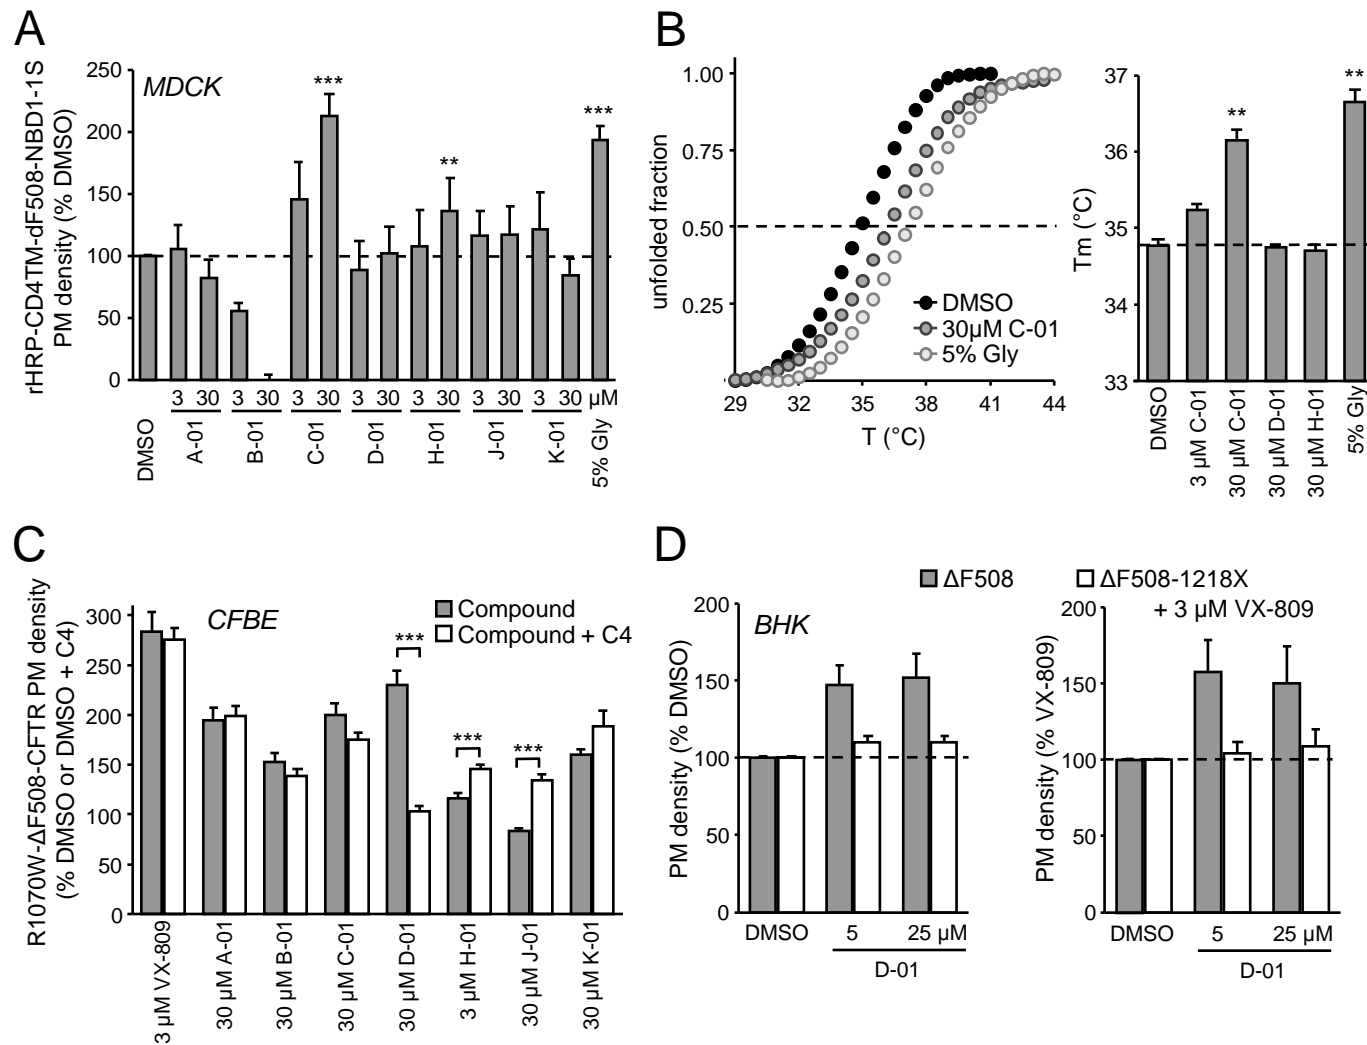 A
rHRP-CD4TM-dF508-NBD1-1S
PM density (% DMSO)
MDCK
250
200
150
100
50
0
***
**
***
3 30 3 30 3 30 3 30 3 30 3 30 3 30 µM
DMSO
A-01
B-01
C-01
D-01
H-01
J-01
K-01
5% Gly
B
unfolded fraction
1.00
0.75
0.50
0.25
0
DMSO
30µM C-01
5% Gly
29 32 35 38 41 44
T (°C)
Tm (°C)
37
36
35
34
33
**
**
DMSO
3 µM C-01
30 µM C-01
30 µM D-01
30 µM H-01
5% Gly
C
R1070W-ΔF508-CFTR PM density
(% DMSO or DMSO + C4)
CFBE
Compound
Compound + C4
300
250
200
150
100
50
0
***
***
***
3 µM VX-809
30 µM A-01
30 µM B-01
30 µM C-01
30 µM D-01
3 µM H-01
30 µM J-01
30 µM K-01
D
ΔF508
ΔF508-1218X
BHK
PM density (% DMSO)
200
150
100
50
0
DMSO 5 25 µM
D-01
+ 3 µM VX-809
PM density (% VX-809)
200
150
100
50
0
DMSO 5 25 µM
D-01